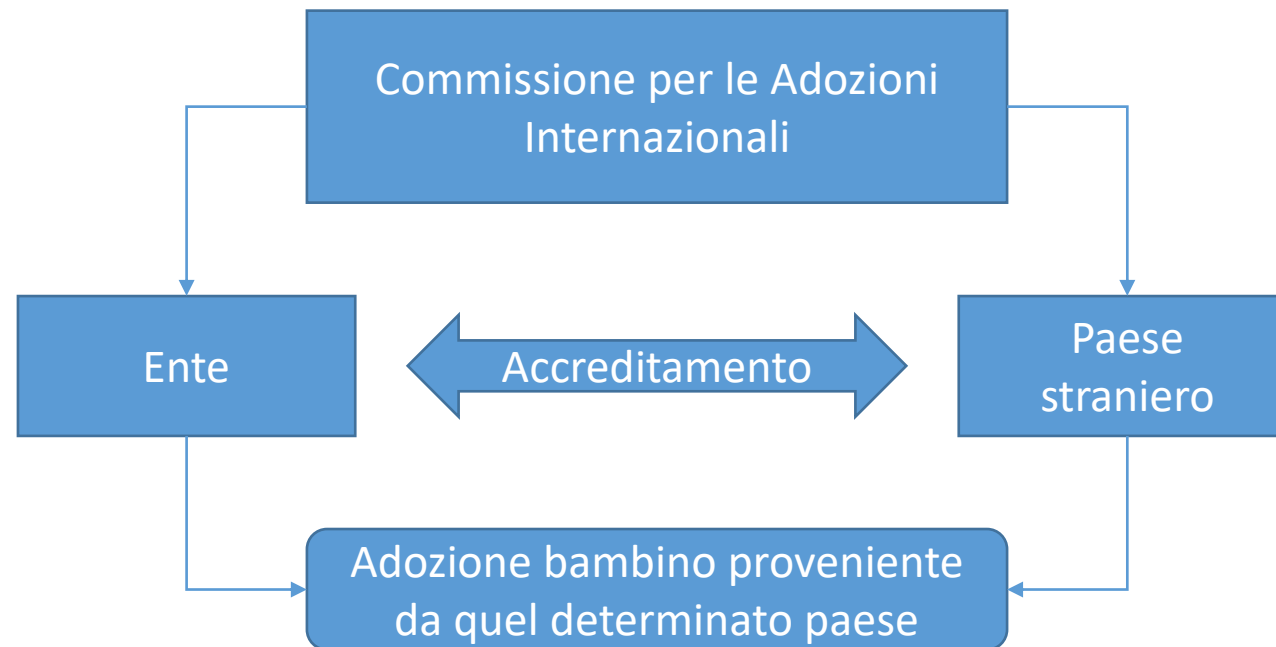 Commissione per le Adozioni
Internazionali
Ente
Accreditamento
Paese
straniero
Adozione bambino proveniente
da quel determinato paese